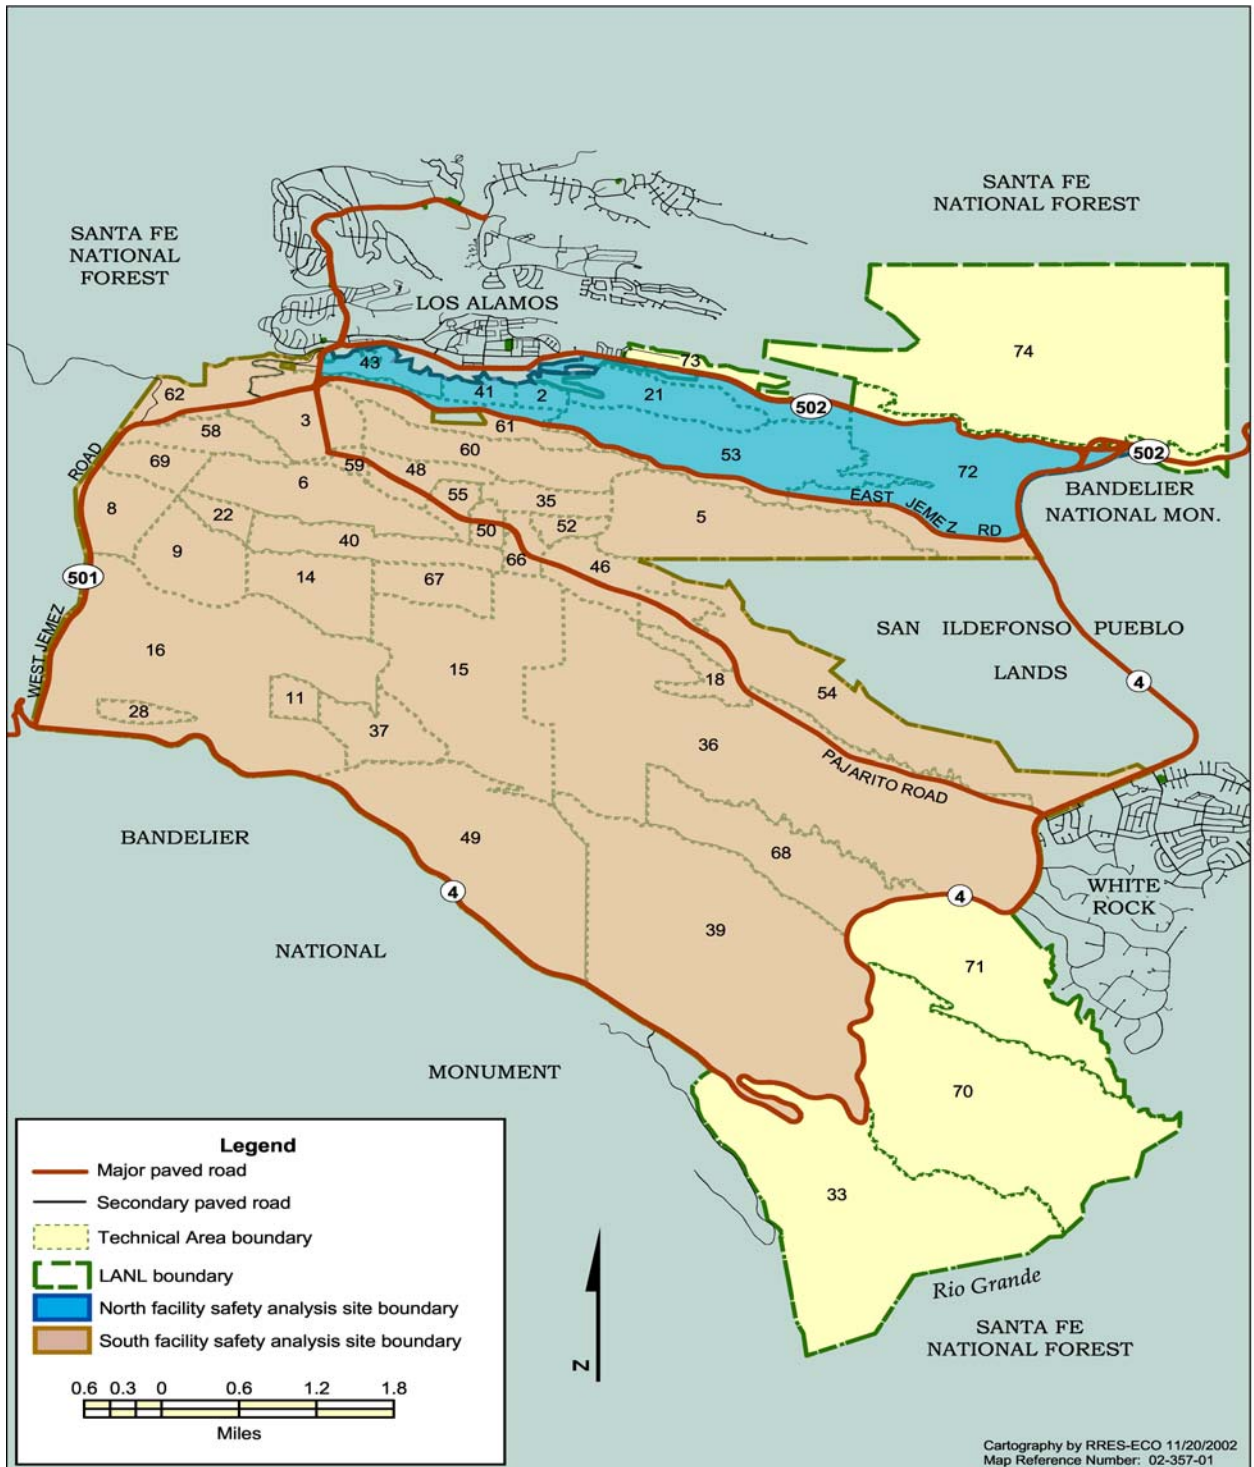 SANTA FE
NATIONAL FOREST
SANTA FE
NATIONAL
FOREST
LOS ALAMOS
74
73
43
41
2
21
502
62
3
61
58
60
53
72
502
ROAD
69
59
48
6
55
35
EAST JEMEZ RD
BANDELIER
NATIONAL MON.
8
22
5
52
50
40
9
66
46
501
14
67
SAN ILDEFONSO PUEBLO
LANDS
WEST JEMEZ
16
15
18
4
54
11
28
37
36
PAJARITO ROAD
BANDELIER
49
68
4
4
WHITE
ROCK
39
NATIONAL
71
MONUMENT
70
33
Rio Grande
SANTA FE
NATIONAL FOREST
N
Legend
Major paved road
Secondary paved road
Technical Area boundary
LANL boundary
North facility safety analysis site boundary
South facility safety analysis site boundary
0.6 0.3 0 0.6 1.2 1.8
Miles
Cartography by RRES-ECO 11/20/2002
Map Reference Number: 02-357-01